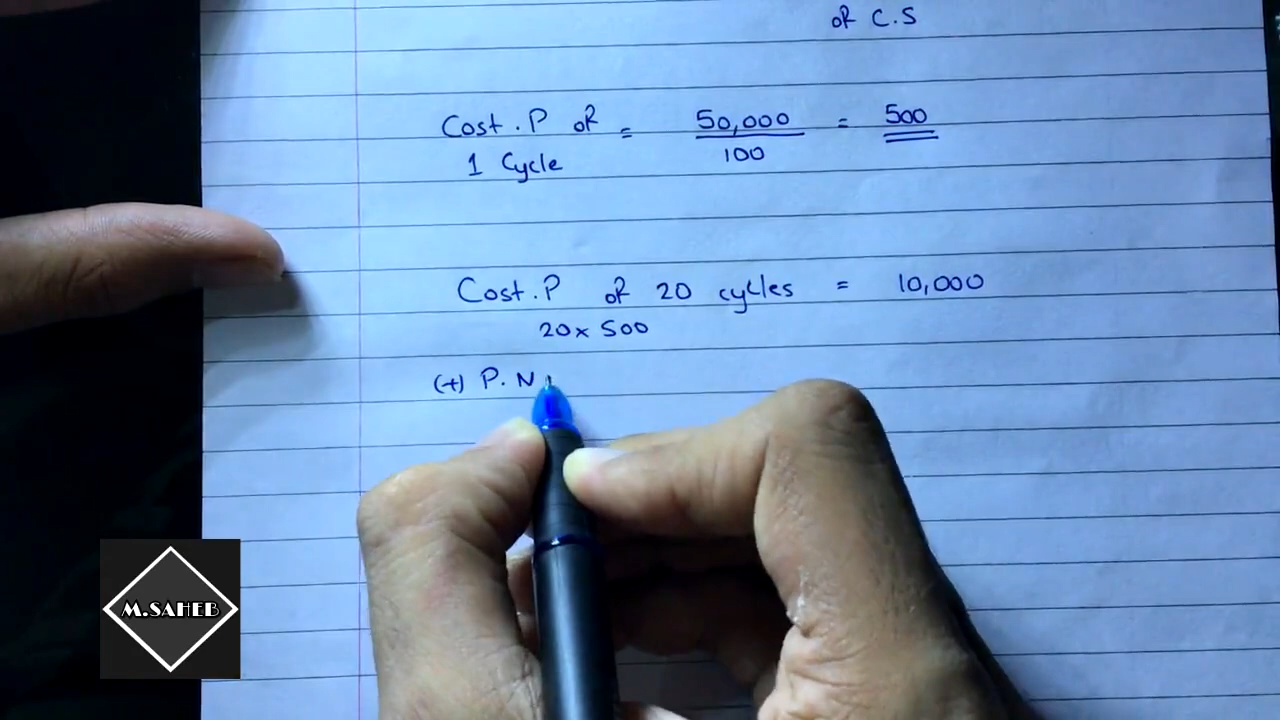 of C.S
Cost . P of = 50,000 = 500
1 Cycle 100
Cost . P of 20 cycles = 10,000
20 x 500
(+) P. N
M.SAHEB